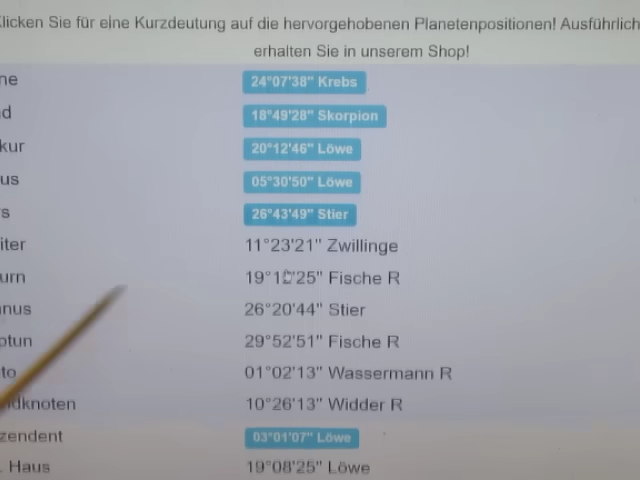 Klicken Sie für eine Kurzdeutung auf die hervorgehobenen Planetenpositionen! Ausführlich
erhalten Sie in unserem Shop!
ne 24°07'38" Krebs
d 18°49'28" Skorpion
kur 20°12'46" Löwe
us 05°30'50" Löwe
s 26°43'49" Stier
iter 11°23'21" Zwillinge
urn Fische R
nus 26°20'44" Stier
ptun 29°52'51" Fische R
to 01°02'13" Wassermann R
dknoten 10°26'13" Widder R
zendent 03°01'07" Löwe
. Haus 19°08'25" Löwe